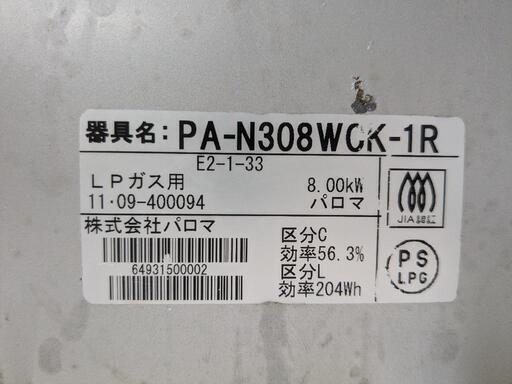 器具名: PA-N308WCK-1R
E2-1-33
LPガス用 8.00kW
11・09-400094 パロマ
JIA認証
株式会社パロマ
64931500002
区分C
効率56.3%
区分L
効率204Wh
PS
LPG